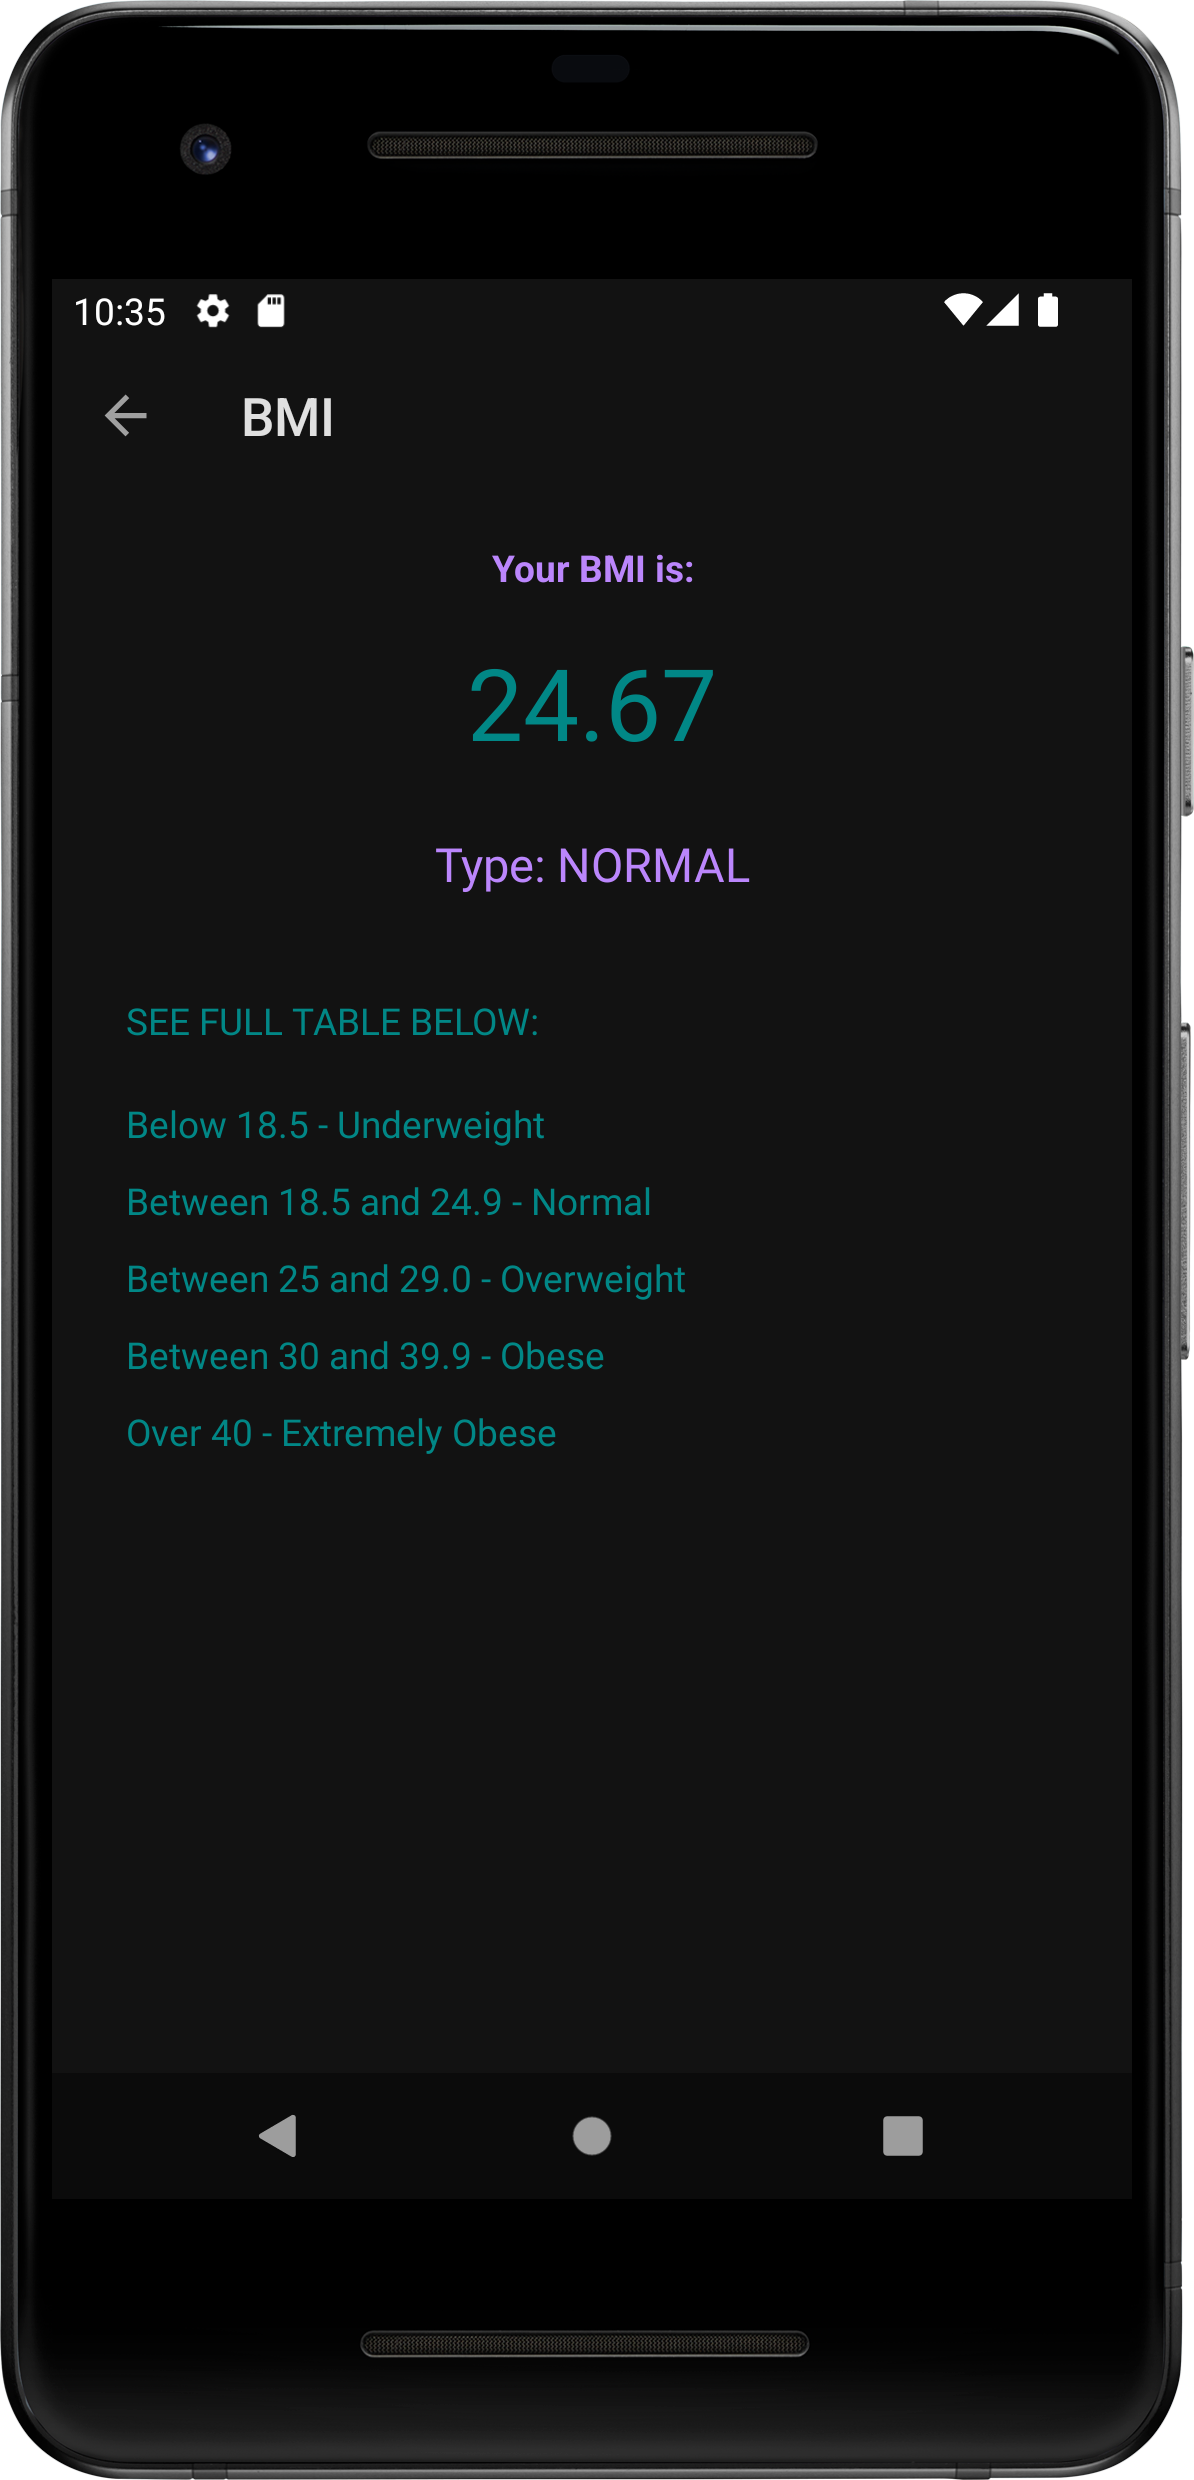 10:35
BMI
Your BMI is:
24.67
Type: NORMAL
SEE FULL TABLE BELOW:
Below 18.5 - Underweight
Between 18.5 and 24.9 - Normal
Between 25 and 29.0 - Overweight
Between 30 and 39.9 - Obese
Over 40 - Extremely Obese